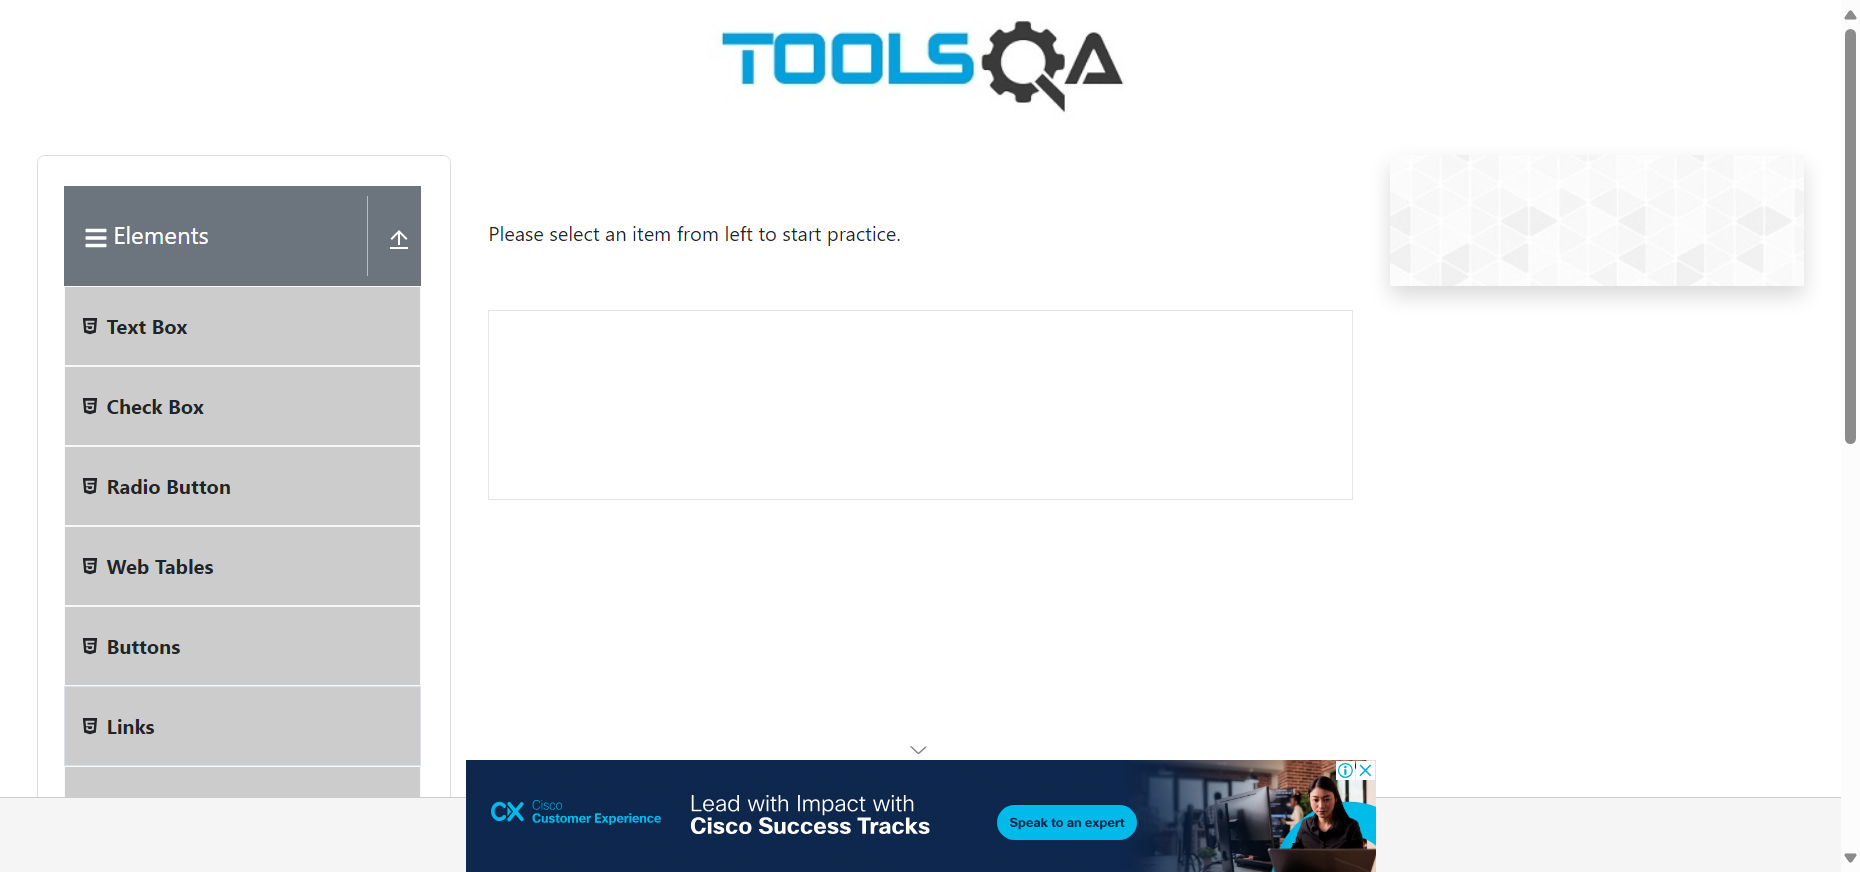 TOOLSQA
Elements
Please select an item from left to start practice.
Text Box
Check Box
Radio Button
Web Tables
Buttons
Links
CX Cisco
Customer Experience
Lead with Impact with
Cisco Success Tracks
Speak to an expert